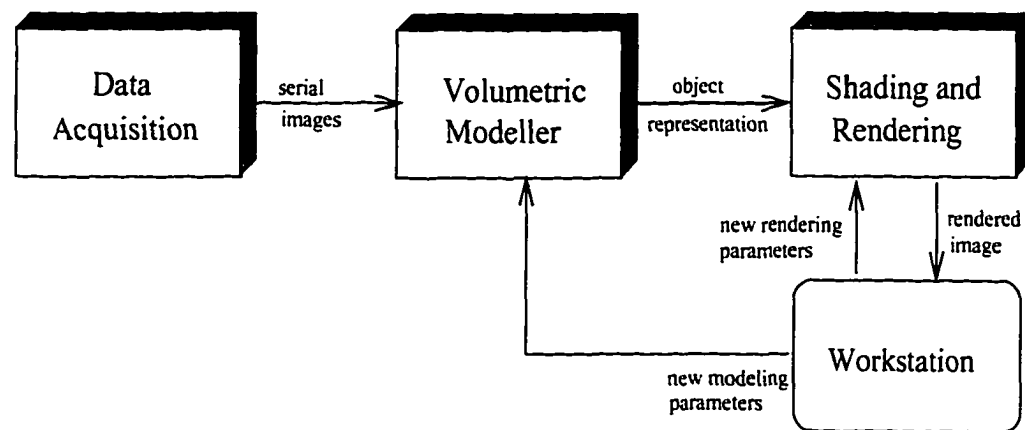 Data
Acquisition
serial
images
Volumetric
Modeller
object
representation
Shading and
Rendering
new rendering
parameters
rendered
image
Workstation
new modeling
parameters